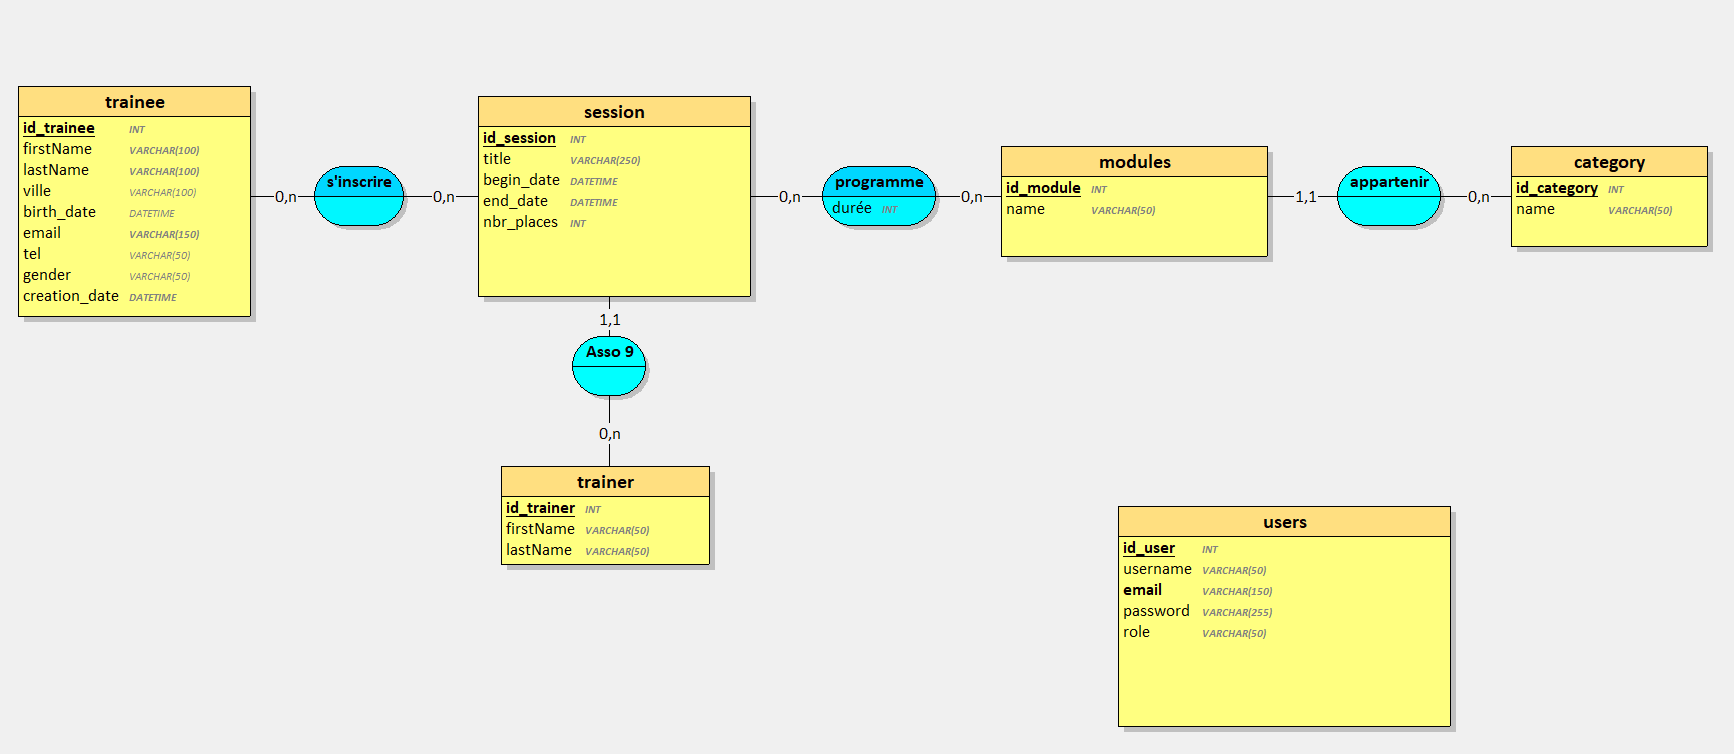 trainee
id_trainee INT
firstName VARCHAR(100)
lastName VARCHAR(100)
ville VARCHAR(100)
birth_date DATETIME
email VARCHAR(150)
tel VARCHAR(50)
gender VARCHAR(50)
creation_date DATETIME
0,n
s'inscrire
0,n
session
id_session INT
title VARCHAR(250)
begin_date DATETIME
end_date DATETIME
nbr_places INT
0,n
programme
durée INT
0,n
modules
id_module INT
name VARCHAR(50)
1,1
appartenir
0,n
category
id_category INT
name VARCHAR(50)
1,1
Asso 9
0,n
trainer
id_trainer INT
firstName VARCHAR(50)
lastName VARCHAR(50)
users
id_user INT
username VARCHAR(50)
email VARCHAR(150)
password VARCHAR(255)
role VARCHAR(50)